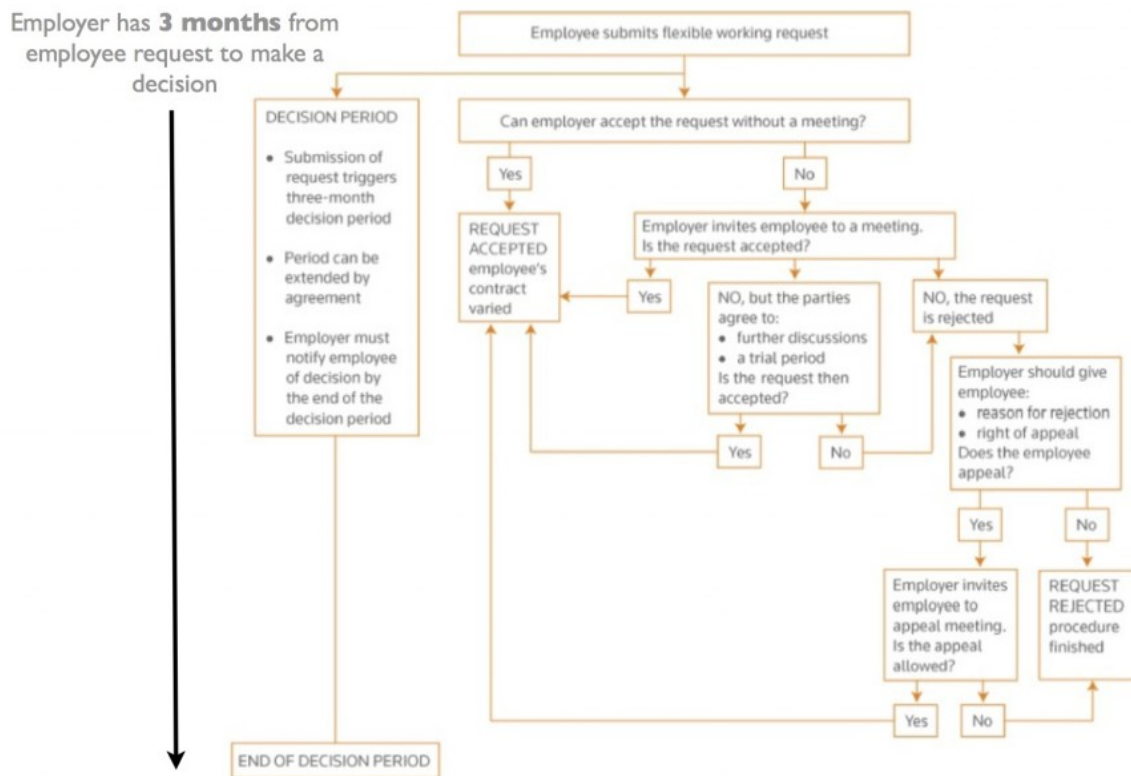 Employer has 3 months from
employee request to make a
decision
Employee submits flexible working request
DECISION PERIOD
• Submission of
request triggers
three-month
decision period
• Period can be
extended by
agreement
• Employer must
notify employee
of decision by
the end of the
decision period
END OF DECISION PERIOD
Can employer accept the request without a meeting?
Yes
No
REQUEST
ACCEPTED
employee's
contract
varied
Employer invites employee to a meeting.
Is the request accepted?
Yes
NO, but the parties
agree to:
• further discussions
• a trial period
Is the request then
accepted?
Yes
No
NO, the request
is rejected
Employer should give
employee:
• reason for rejection
• right of appeal
Does the employee
appeal?
Yes
No
Employer invites
employee to
appeal meeting.
Is the appeal
allowed?
Yes
No
REQUEST
REJECTED
procedure
finished